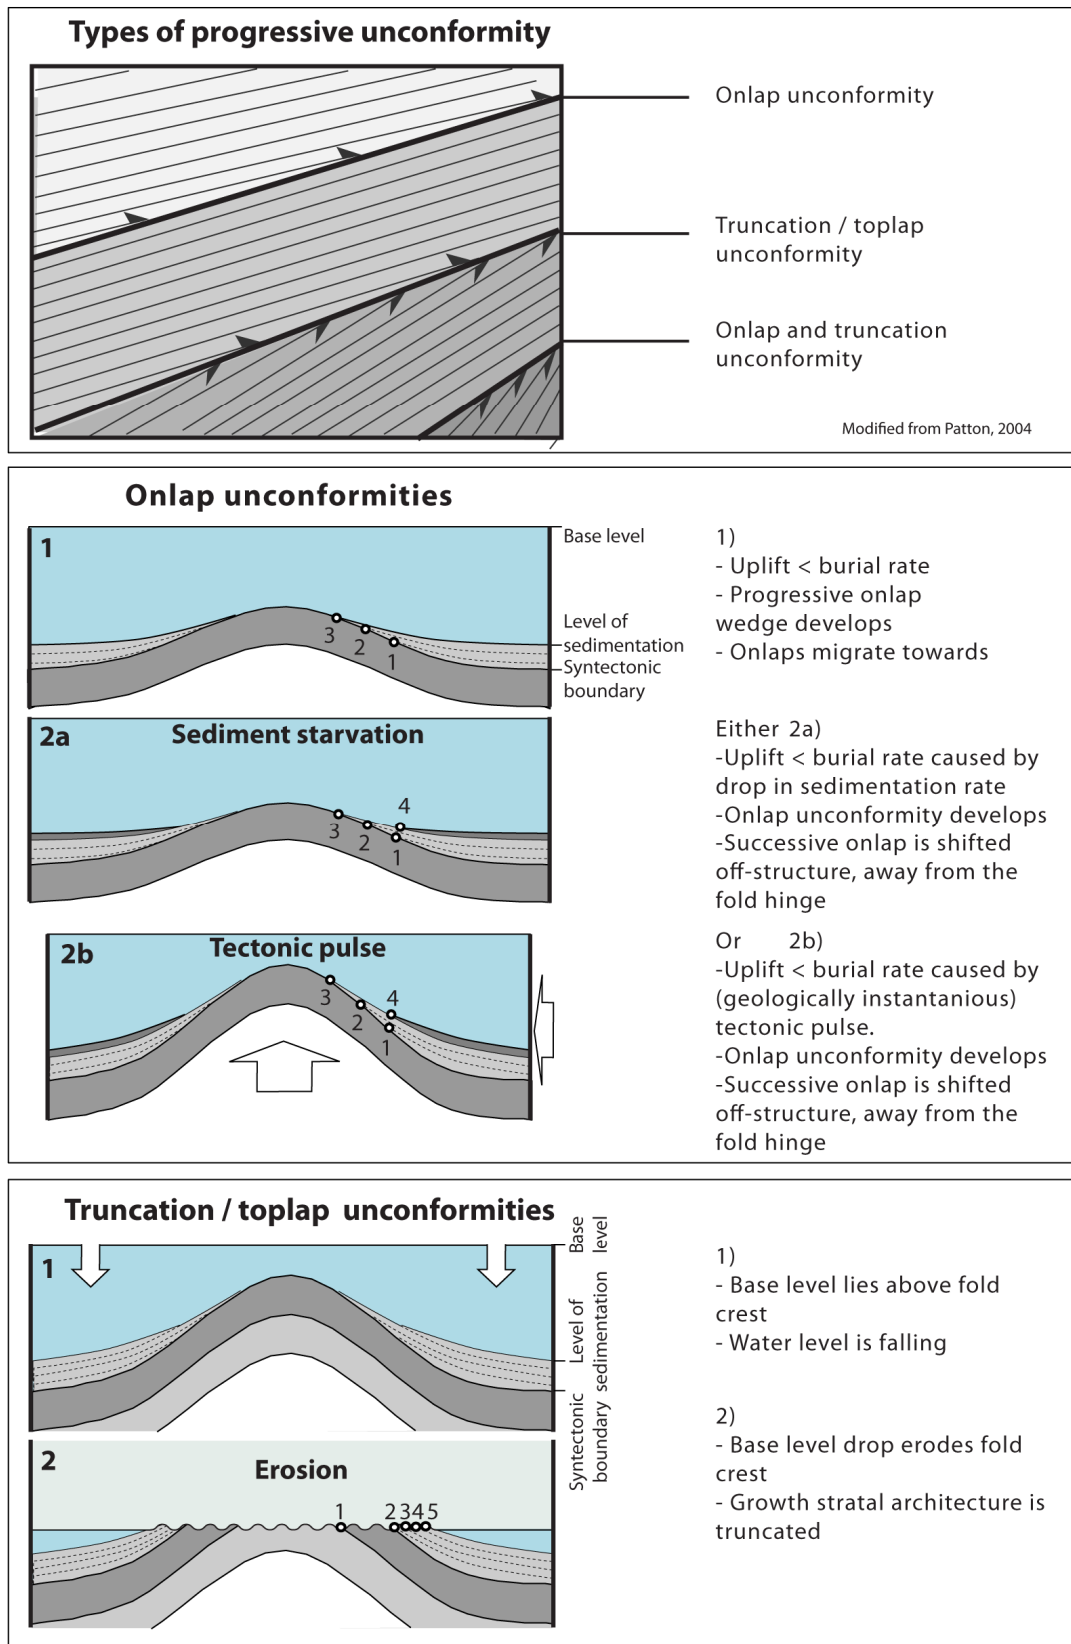 Types of progressive unconformity
Onlap unconformity
Truncation / toplap
unconformity
Onlap and truncation
unconformity
Modified from Patton, 2004
Onlap unconformities
1
Base level
Level of
sedimentation
Syntectonic
boundary
3
2
1
1)
- Uplift < burial rate
- Progressive onlap
wedge develops
- Onlaps migrate towards
2a
Sediment starvation
4
3
2
1
Either 2a)
-Uplift < burial rate caused by
drop in sedimentation rate
-Onlap unconformity develops
-Successive onlap is shifted
off-structure, away from the
fold hinge
2b
Tectonic pulse
3
4
2
1
Or 2b)
-Uplift < burial rate caused by
(geologically instantanious)
tectonic pulse.
-Onlap unconformity develops
-Successive onlap is shifted
off-structure, away from the
fold hinge
Truncation / toplap unconformities
1
Base
level
Level of
sedimentation
Syntectonic
boundary
1)
- Base level lies above fold
crest
- Water level is falling
2
Erosion
1 2345
2)
- Base level drop erodes fold
crest
- Growth stratal architecture is
truncated